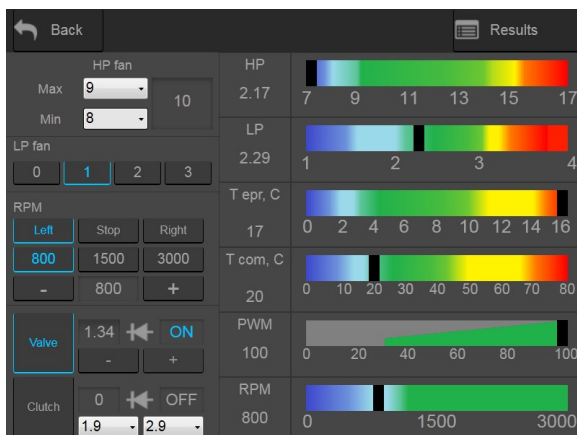 Back
Results
HP fan
Max 9
Min 8
10
LP fan
0 1 2 3
RPM
Left Stop Right
800 1500 3000
- 800 +
Valve
1.34 ON
- +
Clutch
0 OFF
1.9 2.9
HP
2.17
7 9 11 13 15 17
LP
2.29
1 2 3 4
T epr, C
17
0 2 4 6 8 10 12 14 16
T com, C
20
0 10 20 30 40 50 60 70 80
PWM
100
0 20 40 60 80 100
RPM
800
0 1500 3000